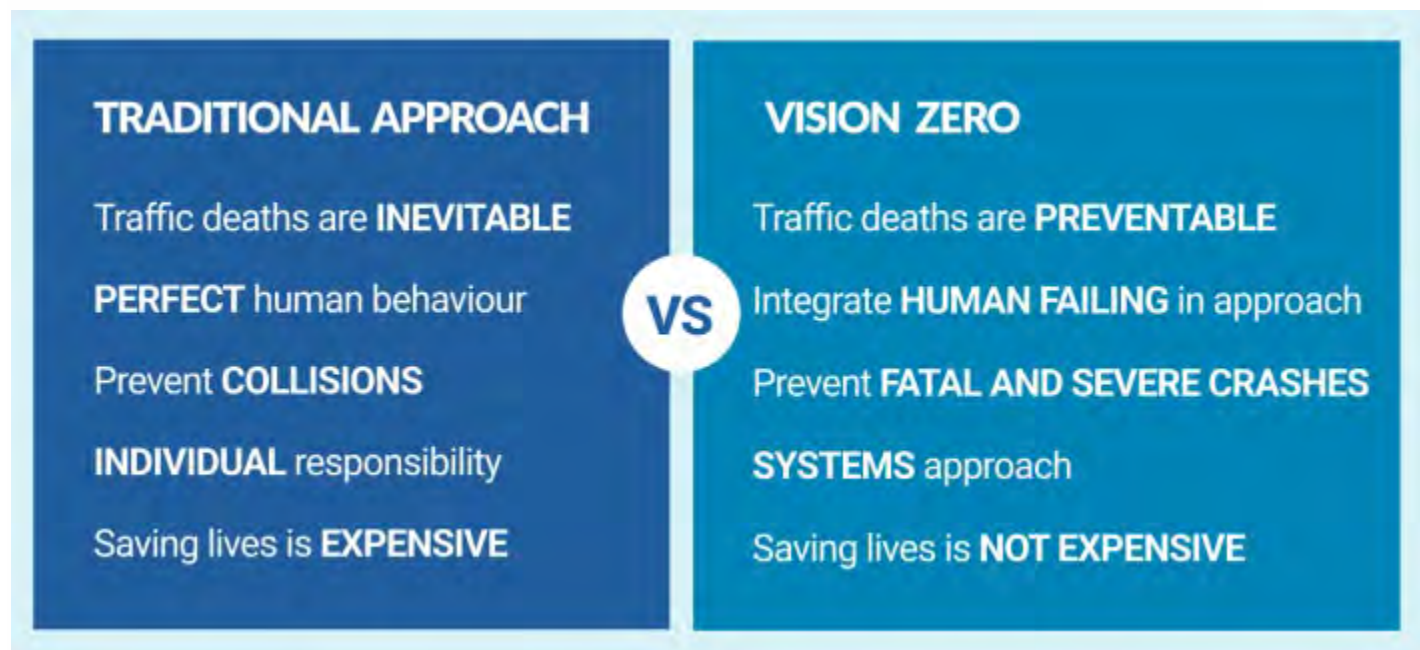 TRADITIONAL APPROACH
Traffic deaths are INEVITABLE
PERFECT human behaviour
Prevent COLLISIONS
INDIVIDUAL responsibility
Saving lives is EXPENSIVE
VS
VISION ZERO
Traffic deaths are PREVENTABLE
Integrate HUMAN FAILING in approach
Prevent FATAL AND SEVERE CRASHES
SYSTEMS approach
Saving lives is NOT EXPENSIVE